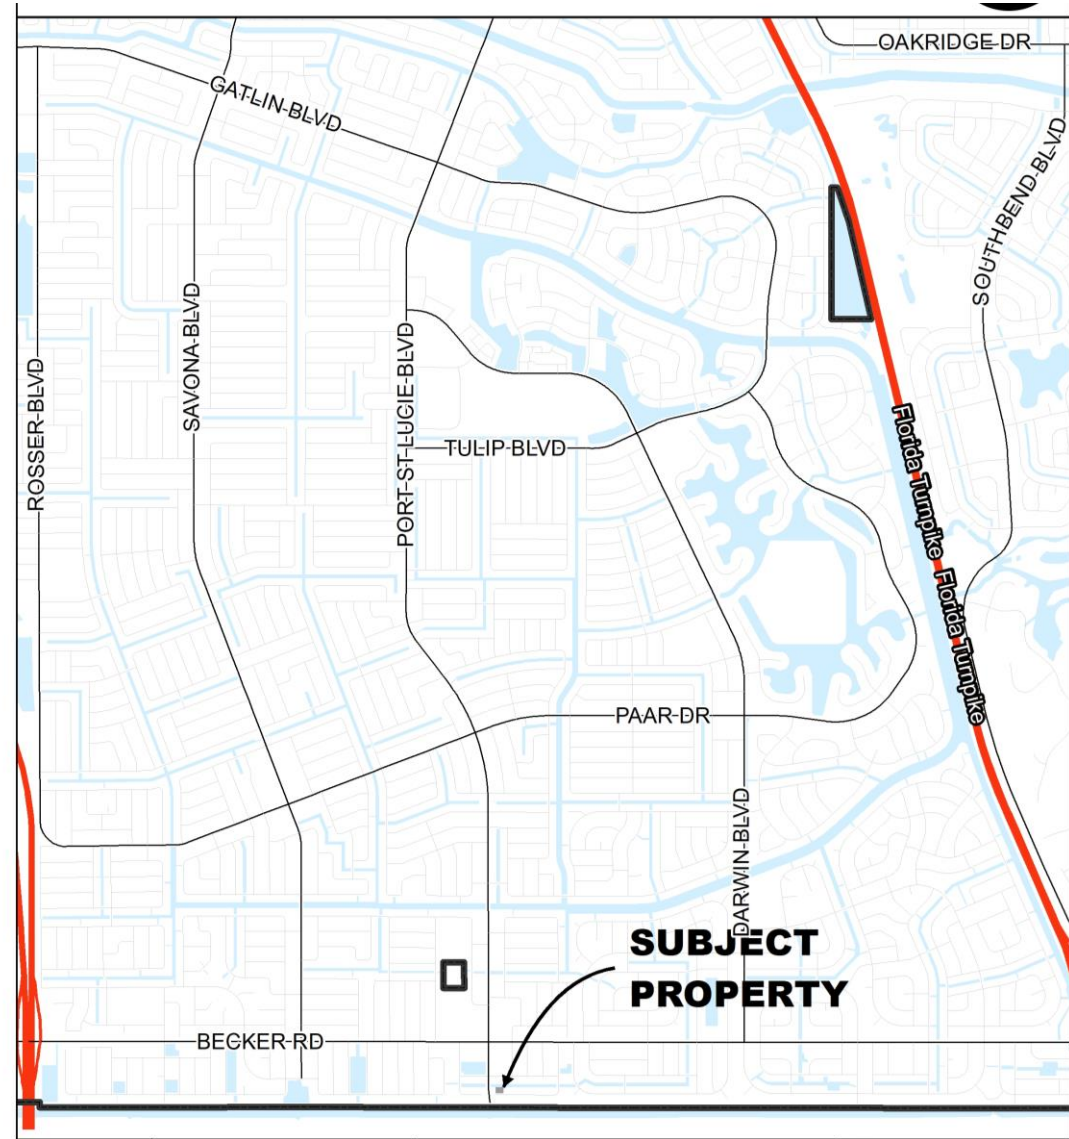 OAKRIDGE DR
GATLIN BLVD
SOUTHBEND BLVD
SAVONA BLVD
PORT ST LUCIE BLVD
ROSSER BLVD
TULIP BLVD
Florida Turnpike
Florida Turnpike
PAAR DR
DARWIN BLVD
SUBJECT
PROPERTY
BECKER RD